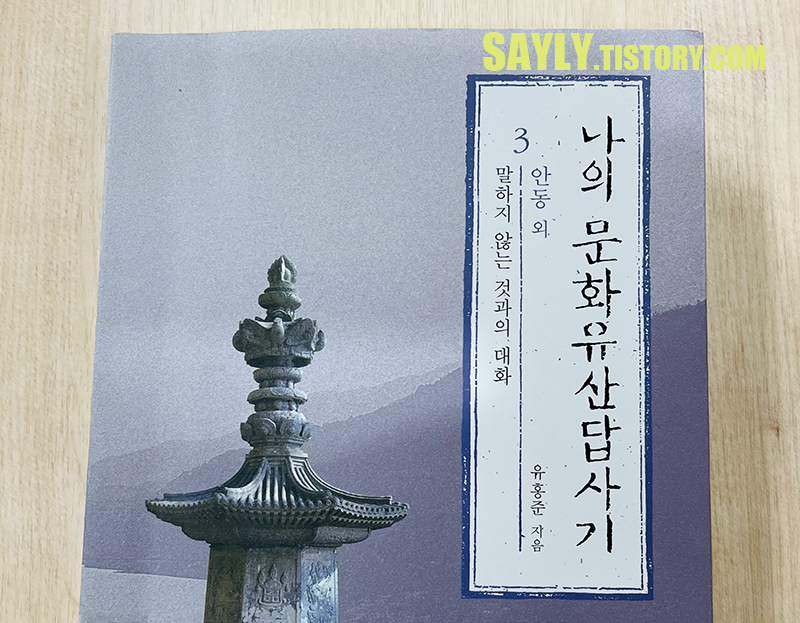 SAYLY.TISTORY.COM
나의 문화유산답사기
3
안동 외
말하지 않는 것과의 대화
유홍준 지음